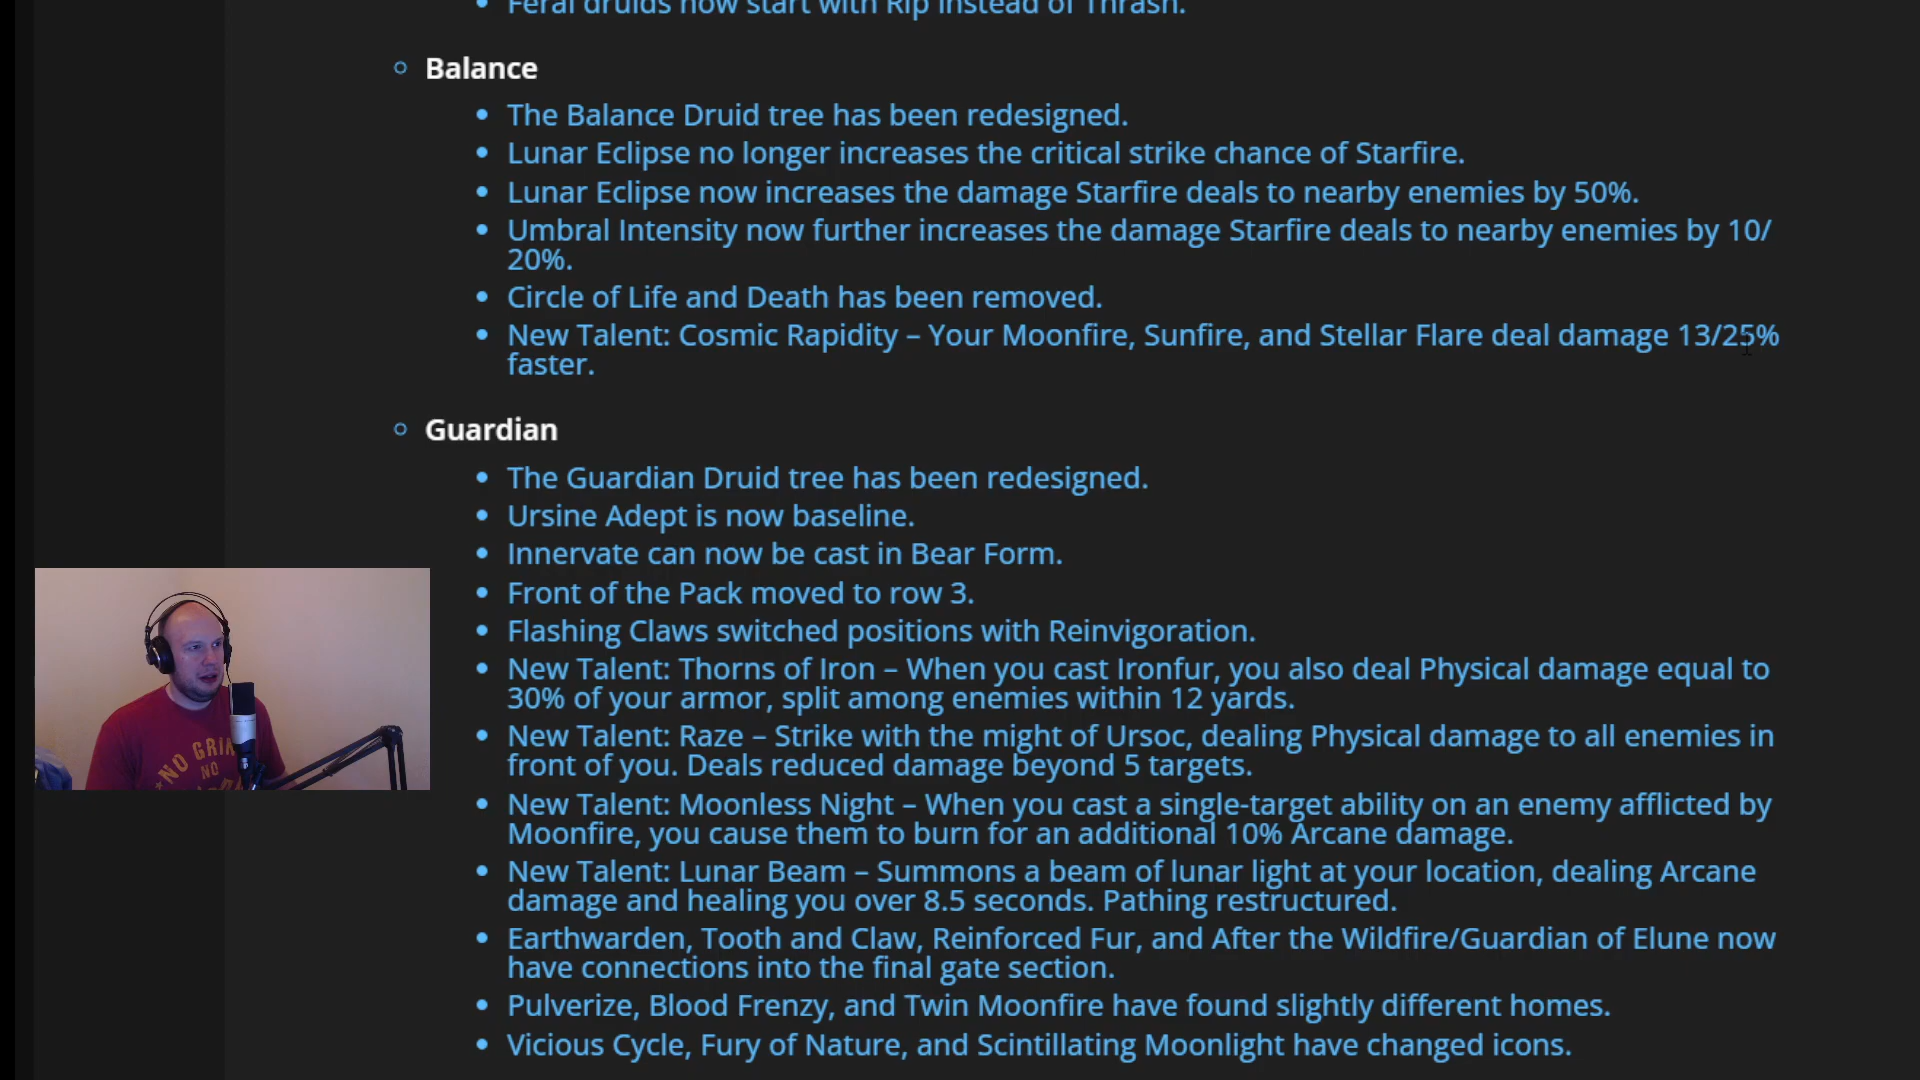 Feral druids now start with Rip instead of Thrash.
Balance
The Balance Druid tree has been redesigned.
Lunar Eclipse no longer increases the critical strike chance of Starfire.
Lunar Eclipse now increases the damage Starfire deals to nearby enemies by 50%.
Umbral Intensity now further increases the damage Starfire deals to nearby enemies by 10/
20%.
Circle of Life and Death has been removed.
New Talent: Cosmic Rapidity – Your Moonfire, Sunfire, and Stellar Flare deal damage 13/25%
faster.
Guardian
The Guardian Druid tree has been redesigned.
Ursine Adept is now baseline.
Innervate can now be cast in Bear Form.
Front of the Pack moved to row 3.
Flashing Claws switched positions with Reinvigoration.
New Talent: Thorns of Iron – When you cast Ironfur, you also deal Physical damage equal to
30% of your armor, split among enemies within 12 yards.
New Talent: Raze – Strike with the might of Ursoc, dealing Physical damage to all enemies in
front of you. Deals reduced damage beyond 5 targets.
New Talent: Moonless Night – When you cast a single-target ability on an enemy afflicted by
Moonfire, you cause them to burn for an additional 10% Arcane damage.
New Talent: Lunar Beam – Summons a beam of lunar light at your location, dealing Arcane
damage and healing you over 8.5 seconds. Pathing restructured.
Earthwarden, Tooth and Claw, Reinforced Fur, and After the Wildfire/Guardian of Elune now
have connections into the final gate section.
Pulverize, Blood Frenzy, and Twin Moonfire have found slightly different homes.
Vicious Cycle, Fury of Nature, and Scintillating Moonlight have changed icons.
NO
NO